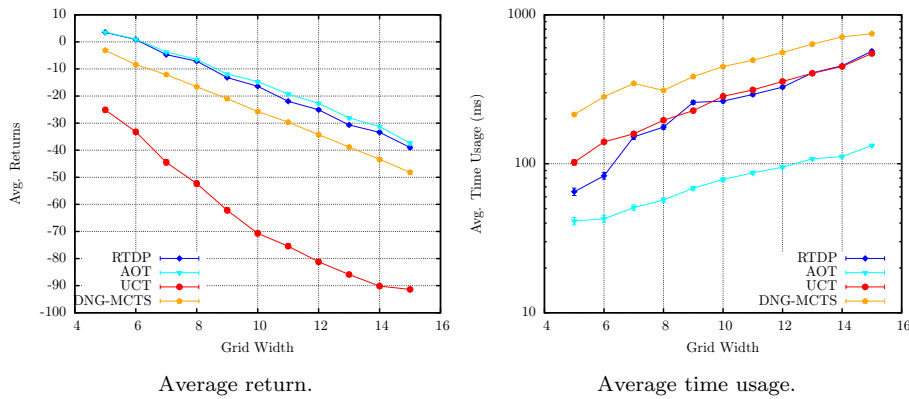 10
0
-10
-20
-30
-40
-50
-60
-70
-80
-90
-100
4
6
8
10
12
14
16
Avg. Returns
Grid Width
RTDP
AOT
UCT
DNG-MCTS
Average return.
1000
100
10
4
6
8
10
12
14
16
Avg. Time Usage (ms)
Grid Width
RTDP
AOT
UCT
DNG-MCTS
Average time usage.